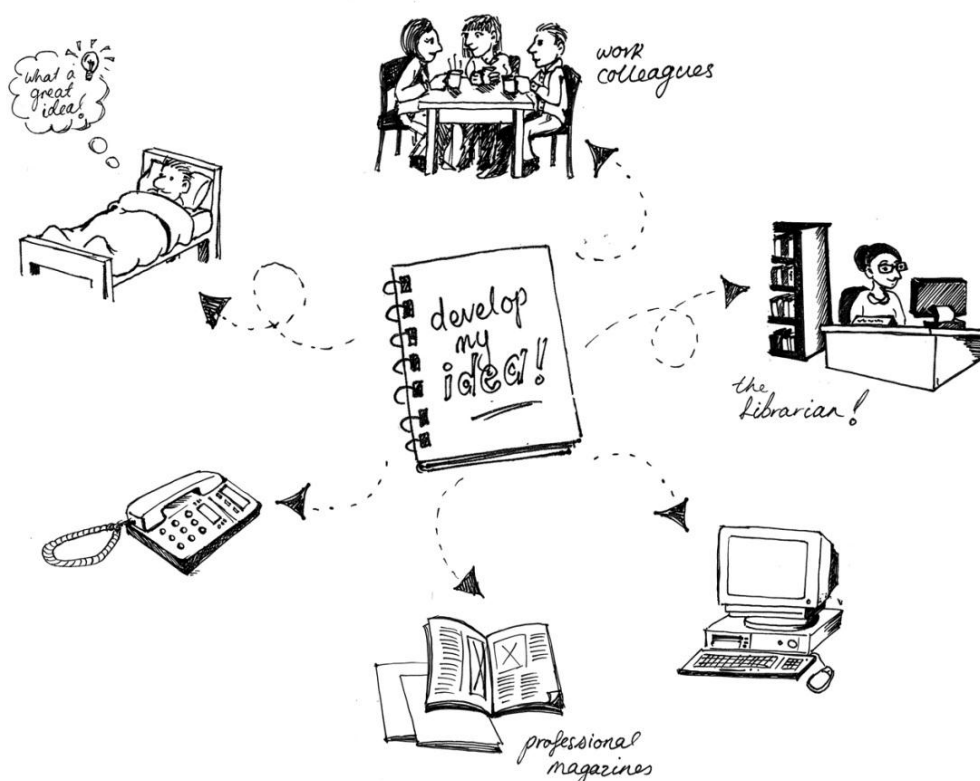 what a
great
idea!
work
colleagues
develop
my
idea!
the
librarian!
professional
magazines